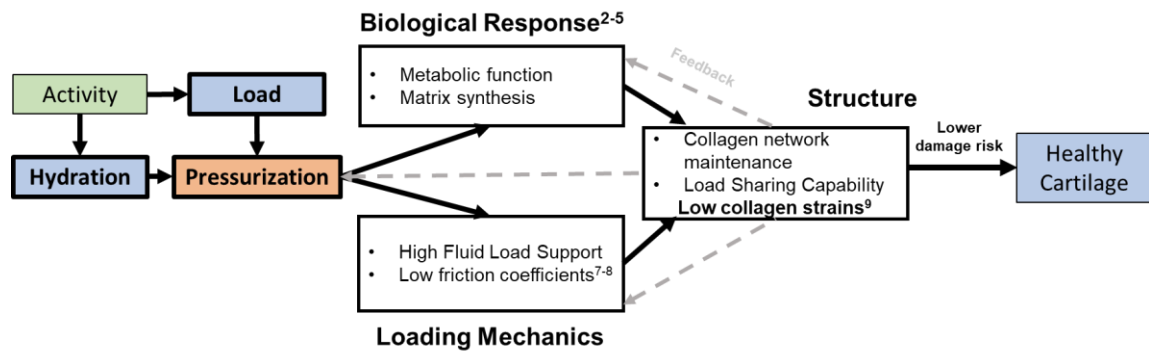 Biological Response2-5
• Metabolic function
• Matrix synthesis
Feedback
Activity
Load
Hydration
Pressurization
Structure
• Collagen network
maintenance
• Load Sharing Capability
Low collagen strains9
Lower
damage risk
Healthy
Cartilage
• High Fluid Load Support
• Low friction coefficients7-8
Loading Mechanics